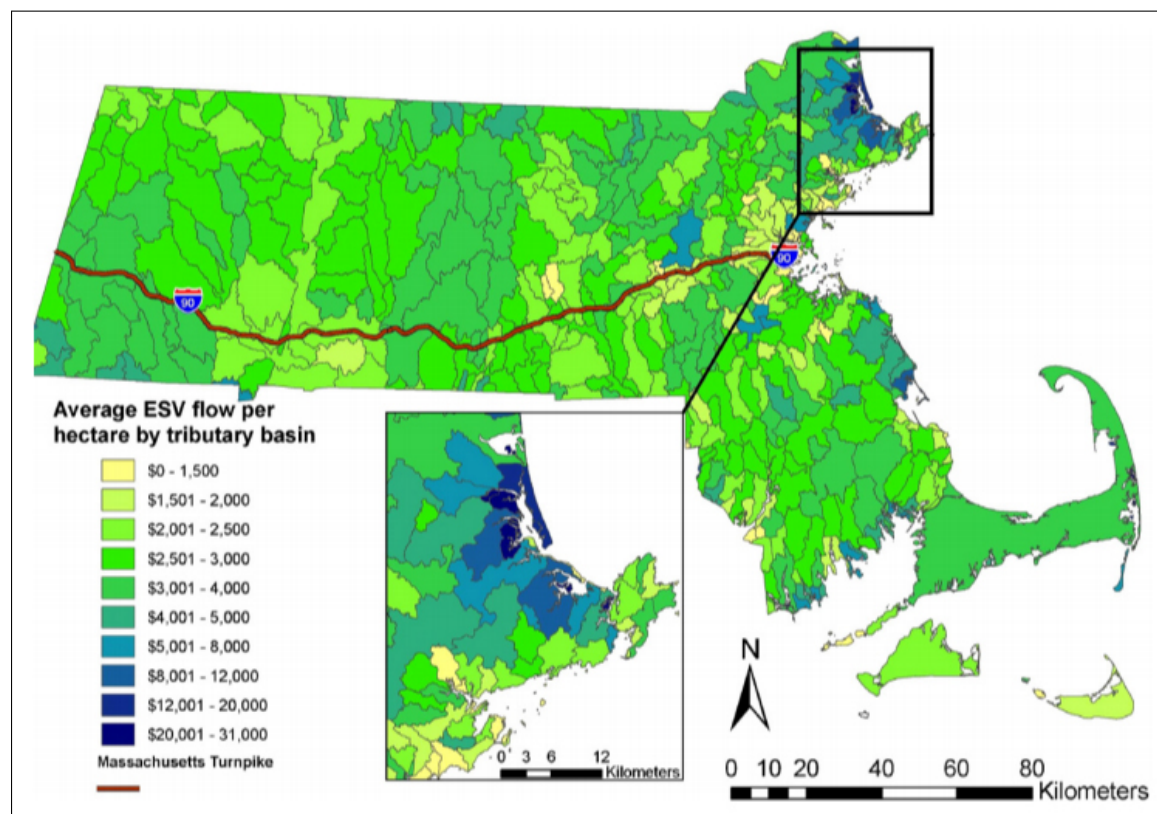 90
90
Average ESV flow per
hectare by tributary basin
$0 - 1,500
$1,501 - 2,000
$2,001 - 2,500
$2,501 - 3,000
$3,001 - 4,000
$4,001 - 5,000
$5,001 - 8,000
$8,001 - 12,000
$12,001 - 20,000
$20,001 - 31,000
Massachusetts Turnpike
0 3 6 12
Kilometers
N
0 10 20 40 60 80
Kilometers